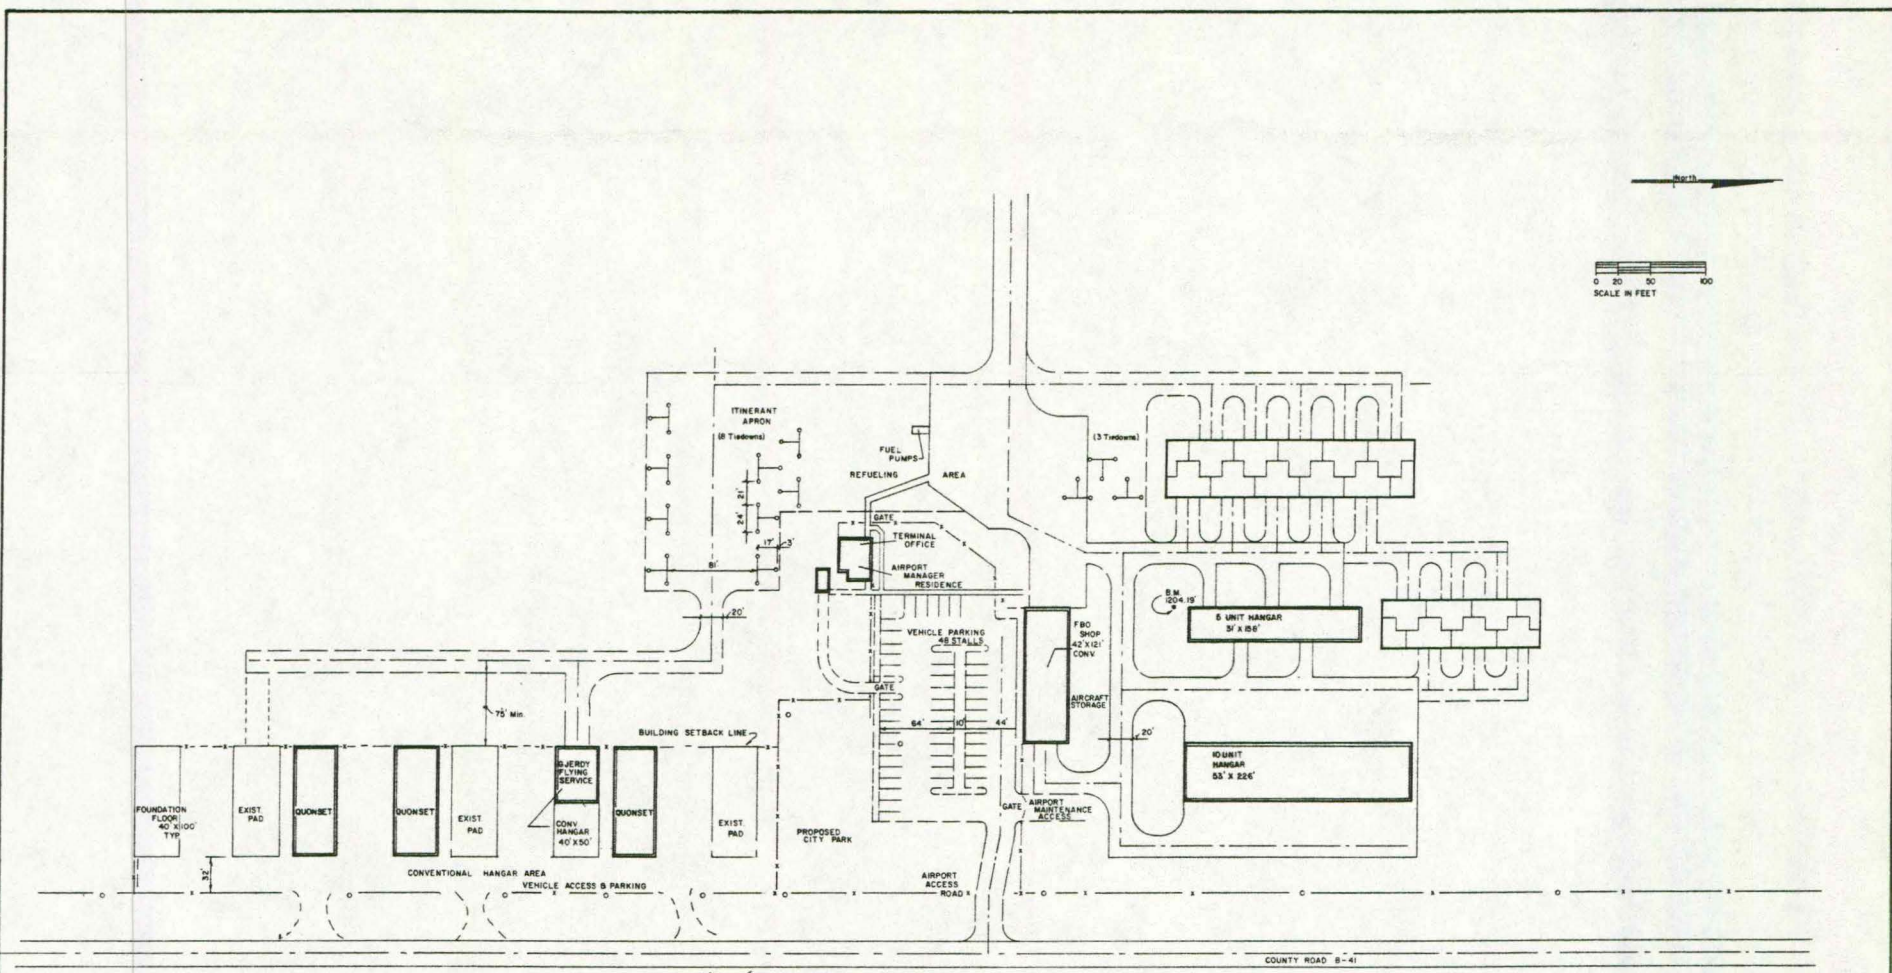 North
0 20 50 100
SCALE IN FEET
ITINERANT
APRON
(8 Tiedowns)
FUEL
PUMPS
REFUELING AREA
(3 Tiedowns)
21'
24'
17'
3'
81'
20'
GATE
TERMINAL
OFFICE
AIRPORT
MANAGER
RESIDENCE
B.M.
1204.19'
5 UNIT HANGAR
31' X 158'
VEHICLE PARKING
48 STALLS
FBO
SHOP
42' X 121'
CONV.
AIRCRAFT
STORAGE
GATE
75' Min.
64'
10'
44'
20'
BUILDING SETBACK LINE
GJERDY
FLYING
SERVICE
10 UNIT
HANGAR
53' X 226'
FOUNDATION
FLOOR
40' X 100'
TYP
EXIST.
PAD
QUONSET
QUONSET
EXIST.
PAD
CONV.
HANGAR
40' X 50'
QUONSET
EXIST.
PAD
PROPOSED
CITY PARK
GATE
AIRPORT
MAINTENANCE
ACCESS
32'
CONVENTIONAL HANGAR AREA
VEHICLE ACCESS & PARKING
AIRPORT
ACCESS
ROAD
COUNTY ROAD B-41